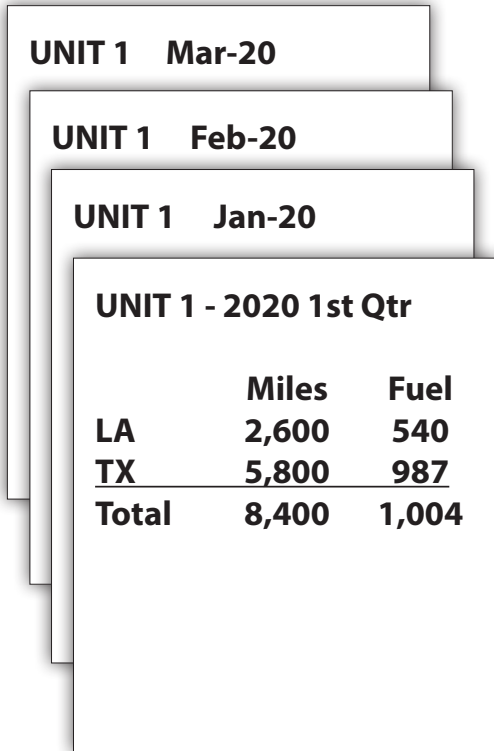 UNIT 1 Mar-20
UNIT 1 Feb-20
UNIT 1 Jan-20
UNIT 1 - 2020 1st Qtr
Miles Fuel
LA 2,600 540
TX 5,800 987
Total 8,400 1,004